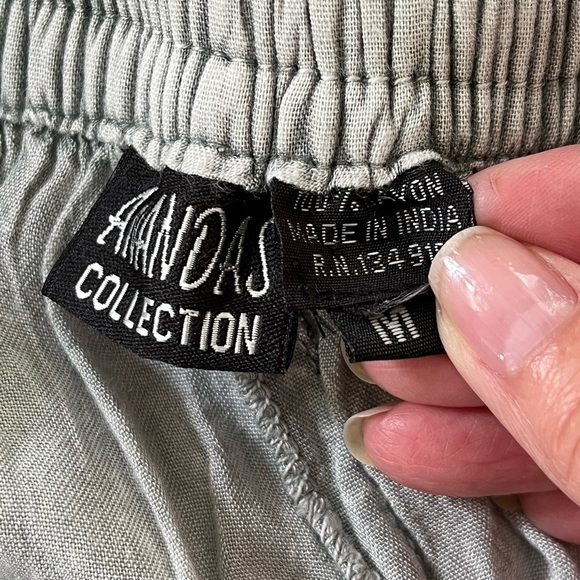 ANANDAS
COLLECTION
100% RAYON
MADE IN INDIA
R.N.134 91
M